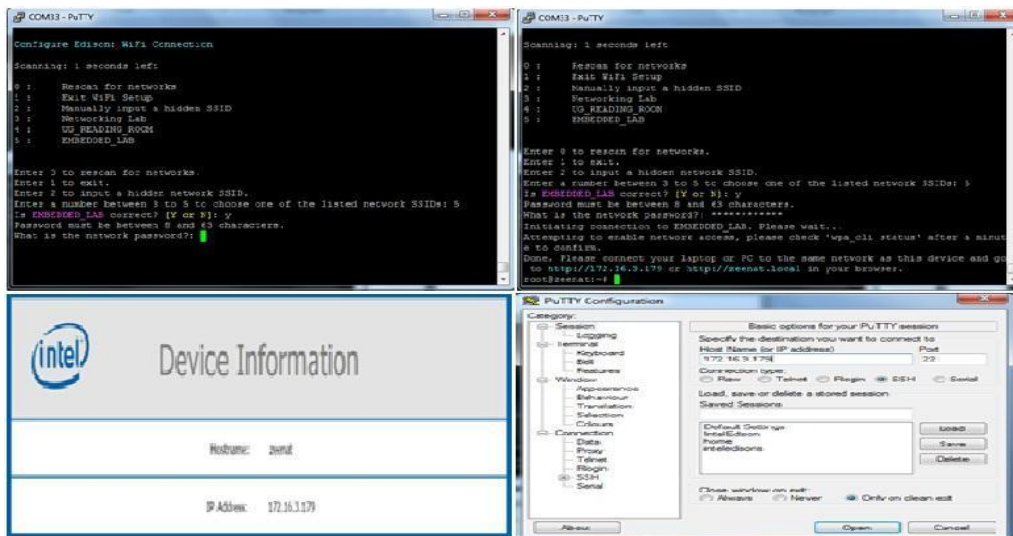 COM33 - PuTTY
Configure Edison: WiFi Connection
Scanning: 1 seconds left
0 : Rescan for networks
1 : Exit WiFi Setup
2 : Manually input a hidden SSID
3 : Networking Lab
4 : UG_READING_ROOM
5 : EMBEDDED_LAB
Enter 0 to rescan for networks.
Enter 1 to exit.
Enter 2 to input a hidden network SSID.
Enter a number between 3 to 5 to choose one of the listed network SSIDs: 5
Is EMBEDDED_LAB correct? [Y or N]: y
Password must be between 8 and 63 characters.
What is the network password?:
COM33 - PuTTY
Scanning: 1 seconds left
0 : Rescan for networks
1 : Exit WiFi Setup
2 : Manually input a hidden SSID
3 : Networking Lab
4 : UG_READING_ROOM
5 : EMBEDDED_LAB
Enter 0 to rescan for networks.
Enter 1 to exit.
Enter 2 to input a hidden network SSID.
Enter a number between 3 to 5 to choose one of the listed network SSIDs: 5
Is EMBEDDED_LAB correct? [Y or N]: y
Password must be between 8 and 63 characters.
What is the network password?: ************
Initiating connection to EMBEDDED_LAB. Please wait...
Attempting to enable network access, please check 'wpa_cli status' after a minut
e to confirm.
Done. Please connect your laptop or PC to the same network as this device and go
to http://172.16.3.179 or http://zeenat.local in your browser.
root@zeenat:~#
intel
Device Information
Hostname: zeenat
IP Address: 172.16.3.179
PuTTY Configuration
Category:
Session
Logging
Terminal
Keyboard
Bell
Features
Window
Appearance
Behaviour
Translation
Selection
Colours
Connection
Data
Proxy
Telnet
Rlogin
SSH
Serial
Basic options for your PuTTY session
Specify the destination you want to connect to
Host Name (or IP address) Port
172.16.3.179 22
Connection type:
Raw Telnet Rlogin SSH Serial
Load, save or delete a stored session
Saved Sessions
Default Settings
IntelEdison
home
inteledisons
Load
Save
Delete
Close window on exit:
Always Never Only on clean exit
About
Open
Cancel